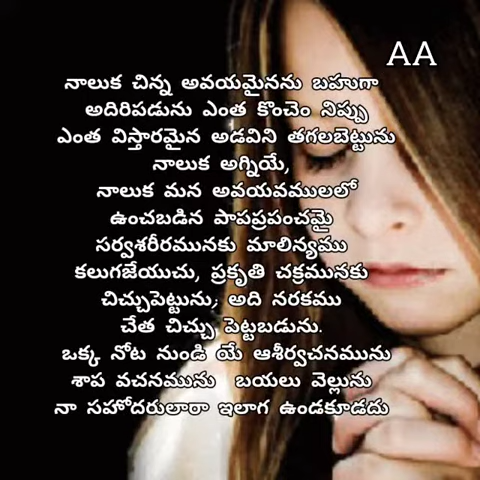 AA
నాలుక చిన్న అవయమైనను బహుగా
అదిరిపడును ఎంత కొంచెం నిప్పు
ఎంత విస్తారమైన అడవిని తగలబెట్టును
నాలుక అగ్నియే,
నాలుక మన అవయవములలో
ఉంచబడిన పాపప్రపంచమై
సర్వశరీరమునకు మాలిన్యము
కలుగజేయుచు, ప్రకృతి చక్రమునకు
చిచ్చుపెట్టును; అది నరకము
చేత చిచ్చు పెట్టబడును.
ఒక్క నోట నుండి యే ఆశీర్వచనమును
శాప వచనమును బయలు వెల్లును
నా సహోదరులారా ఇలాగ ఉండకూడదు